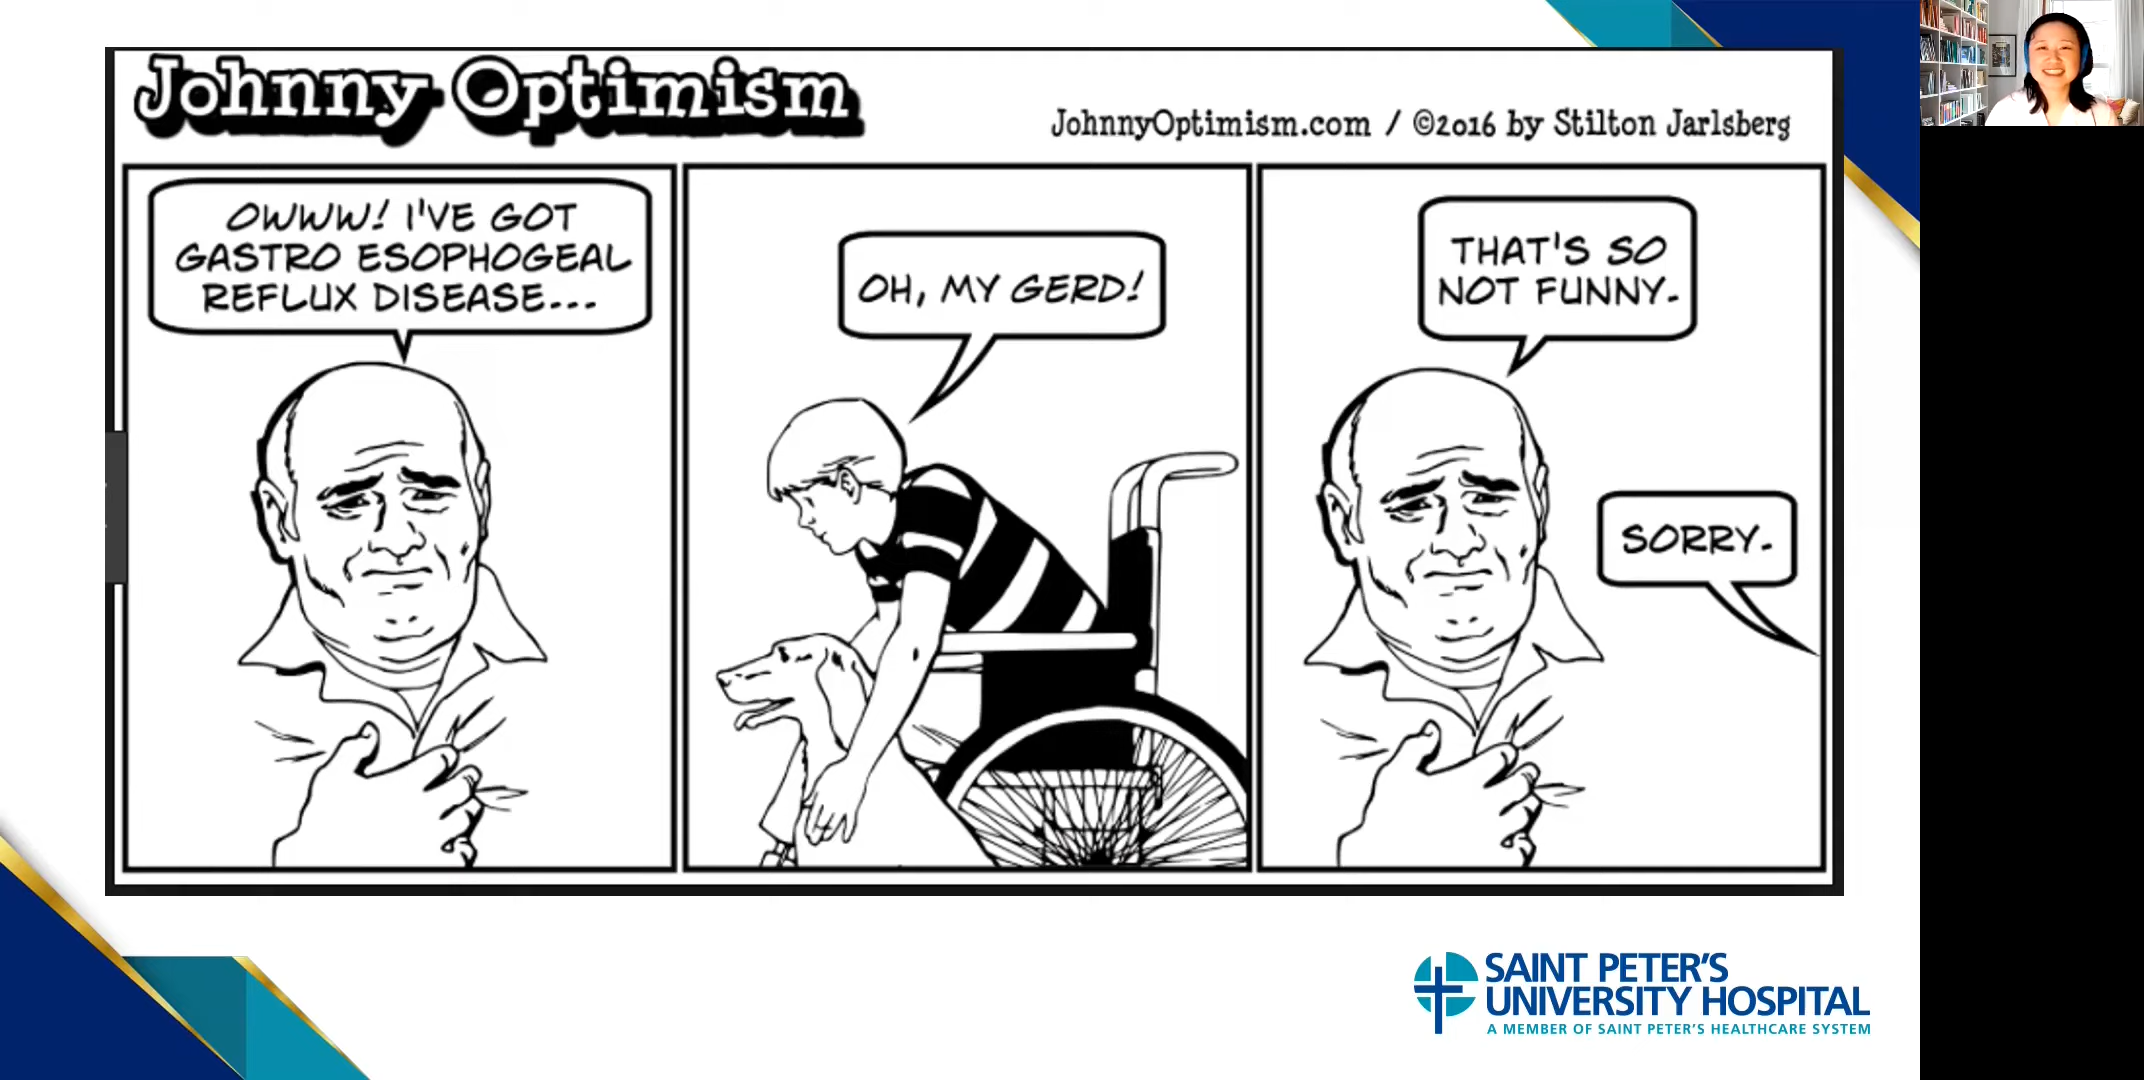 Johnny Optimism
JohnnyOptimism.com / ©2016 by Stilton Jarlsberg
OWWW! I'VE GOT
GASTRO ESOPHOGEAL
REFLUX DISEASE...
OH, MY GERD!
THAT'S SO
NOT FUNNY.
SORRY.
SAINT PETER'S
UNIVERSITY HOSPITAL
A MEMBER OF SAINT PETER'S HEALTHCARE SYSTEM